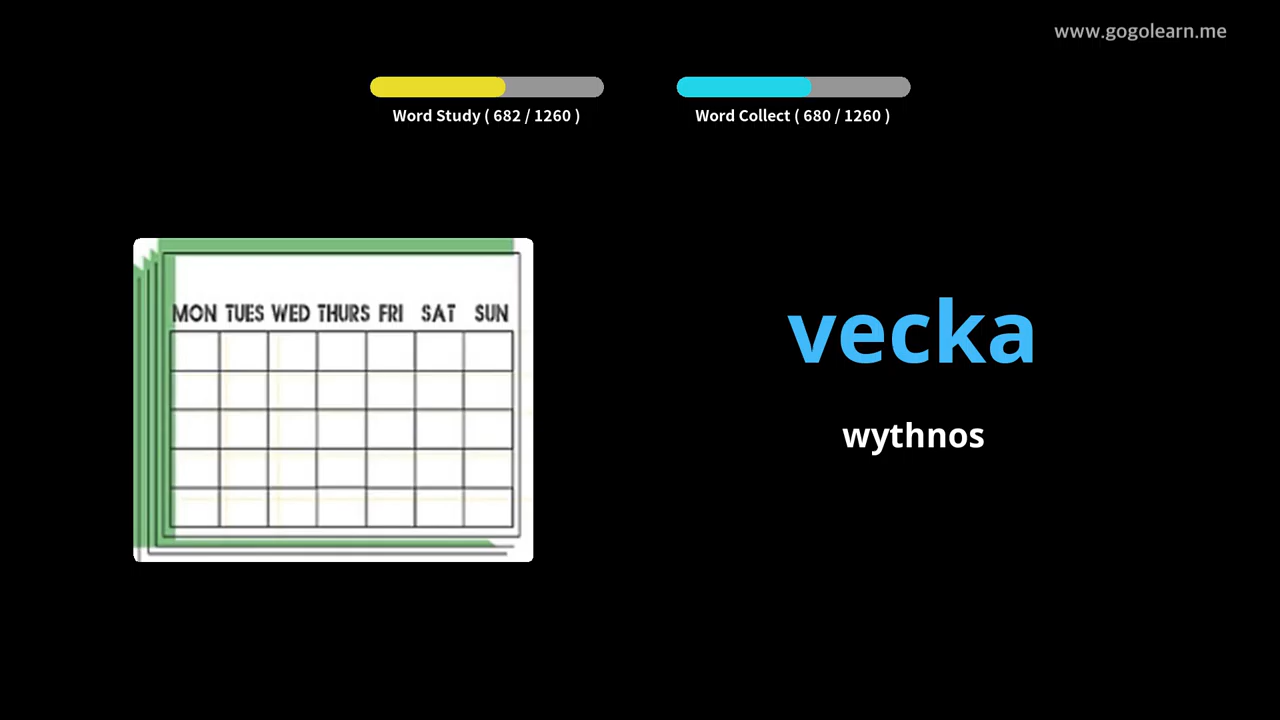 www.gogolearn.me
Word Study ( 682 / 1260 )
Word Collect ( 680 / 1260 )
MON TUES WED THURS FRI SAT SUN
vecka
wythnos